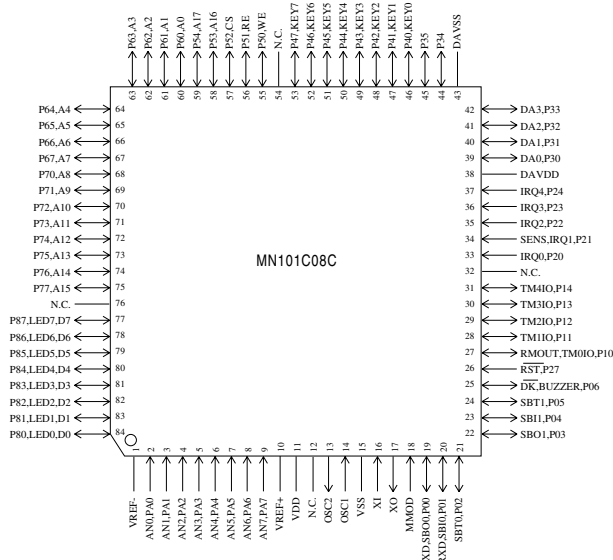 P63,A3
P62,A2
P61,A1
P60,A0
P54,A17
P53,A16
P52,CS
P51,RE
P50,WE
N.C.
P47,KEY7
P46,KEY6
P45,KEY5
P44,KEY4
P43,KEY3
P42,KEY2
P41,KEY1
P40,KEY0
P35
P34
DAVSS
63
62
61
60
59
58
57
56
55
54
53
52
51
50
49
48
47
46
45
44
43
P64,A4 64
P65,A5 65
P66,A6 66
P67,A7 67
P70,A8 68
P71,A9 69
P72,A10 70
P73,A11 71
P74,A12 72
P75,A13 73
P76,A14 74
P77,A15 75
N.C. 76
P87,LED7,D7 77
P86,LED6,D6 78
P85,LED5,D5 79
P84,LED4,D4 80
P83,LED3,D3 81
P82,LED2,D2 82
P81,LED1,D1 83
P80,LED0,D0 84
MN101C08C
42 DA3,P33
41 DA2,P32
40 DA1,P31
39 DA0,P30
38 DAVDD
37 IRQ4,P24
36 IRQ3,P23
35 IRQ2,P22
34 SENS,IRQ1,P21
33 IRQ0,P20
32 N.C.
31 TM4IO,P14
30 TM3IO,P13
29 TM2IO,P12
28 TM1IO,P11
27 RMOUT,TM0IO,P10
26 RST,P27
25 DK,BUZZER,P06
24 SBT1,P05
23 SBI1,P04
22 SBO1,P03
1
2
3
4
5
6
7
8
9
10
11
12
13
14
15
16
17
18
19
20
21
VREF-
AN0,PA0
AN1,PA1
AN2,PA2
AN3,PA3
AN4,PA4
AN5,PA5
AN6,PA6
AN7,PA7
VREF+
VDD
N.C.
OSC2
OSC1
VSS
XI
XO
MMOD
XD,SBO0,P00
RXD,SBI0,P01
SBT0,P02